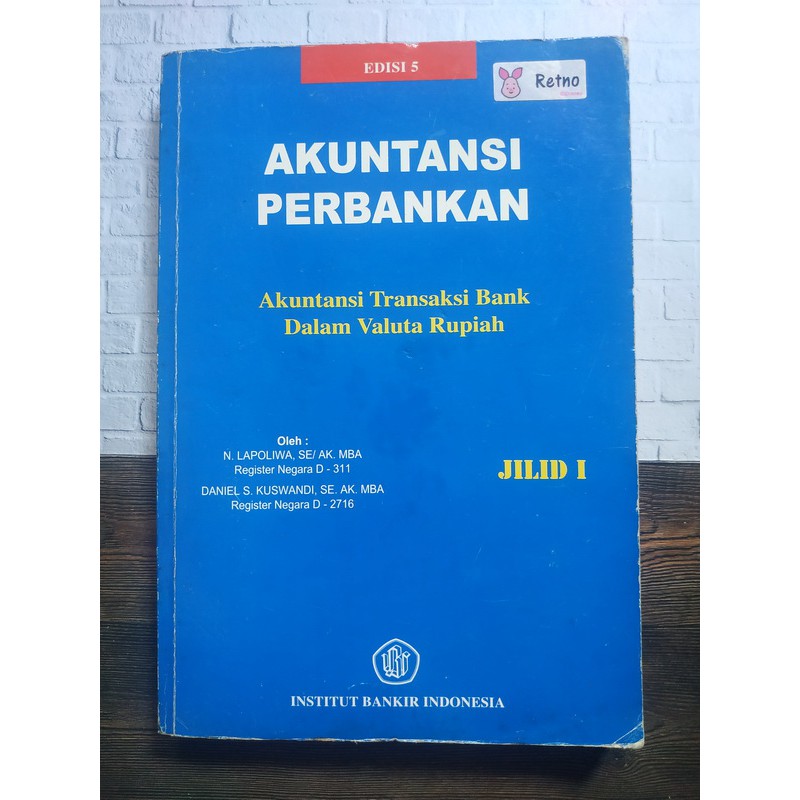 EDISI 5
Retno
AKUNTANSI
PERBANKAN
Akuntansi Transaksi Bank
Dalam Valuta Rupiah
Oleh :
N. LAPOLIWA, SE/ AK. MBA
Register Negara D - 311
DANIEL S. KUSWANDI, SE. AK. MBA
Register Negara D - 2716
JILID I
INSTITUT BANKIR INDONESIA